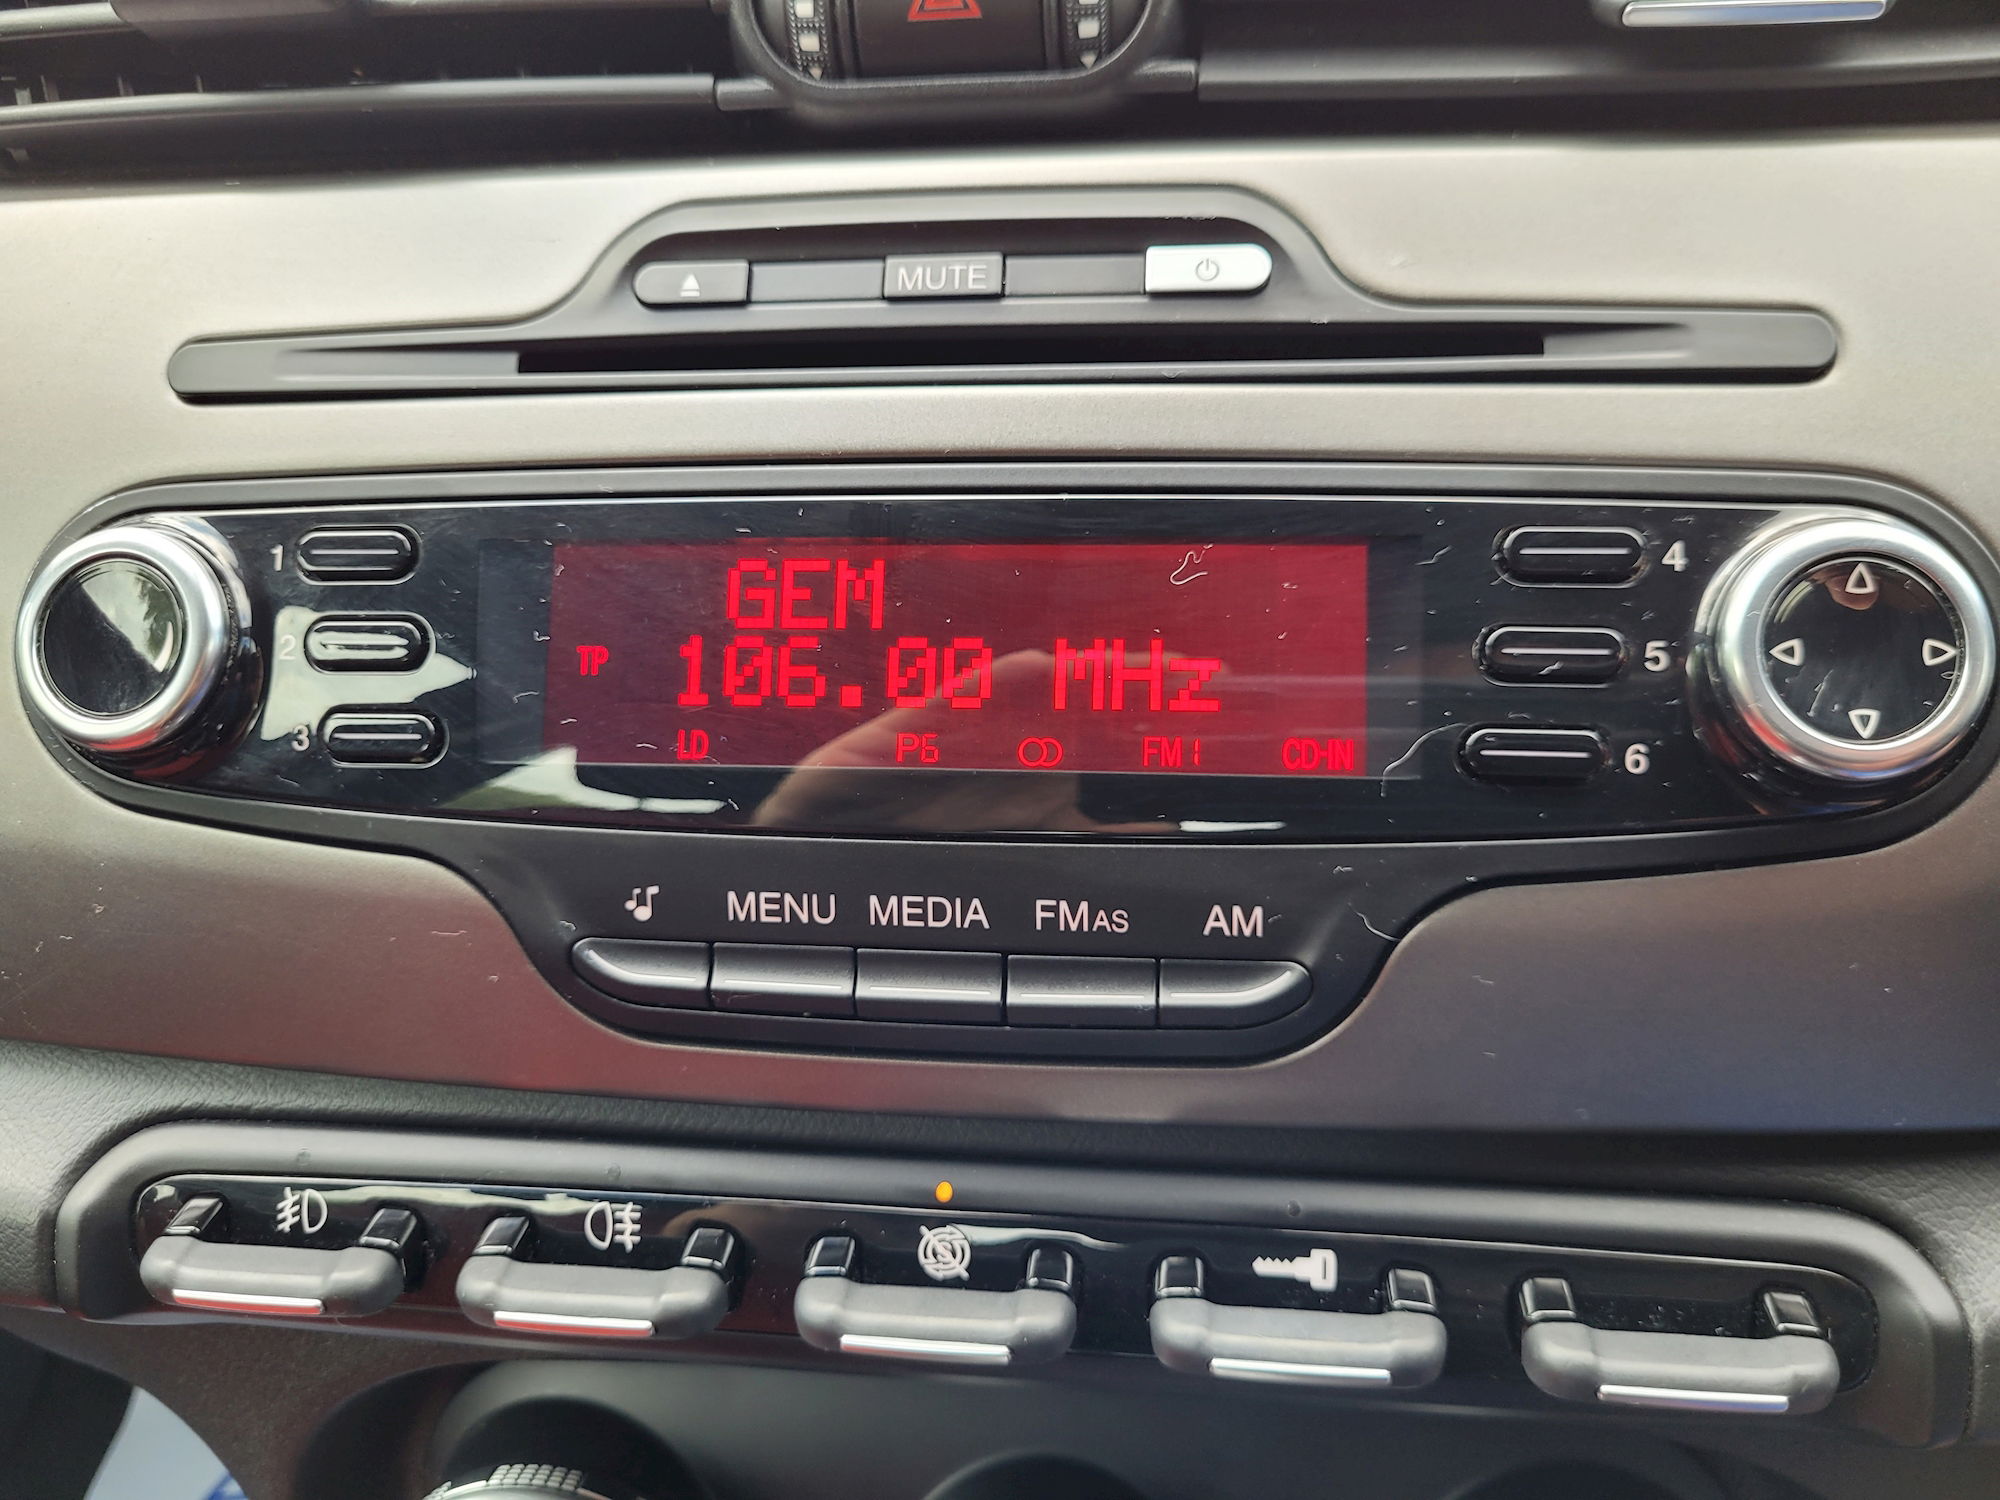 MUTE
1
2
3
4
5
6
GEM
TP 106.00 MHz
LD P6 FM1 CD-IN
MENU MEDIA FMAS AM
S